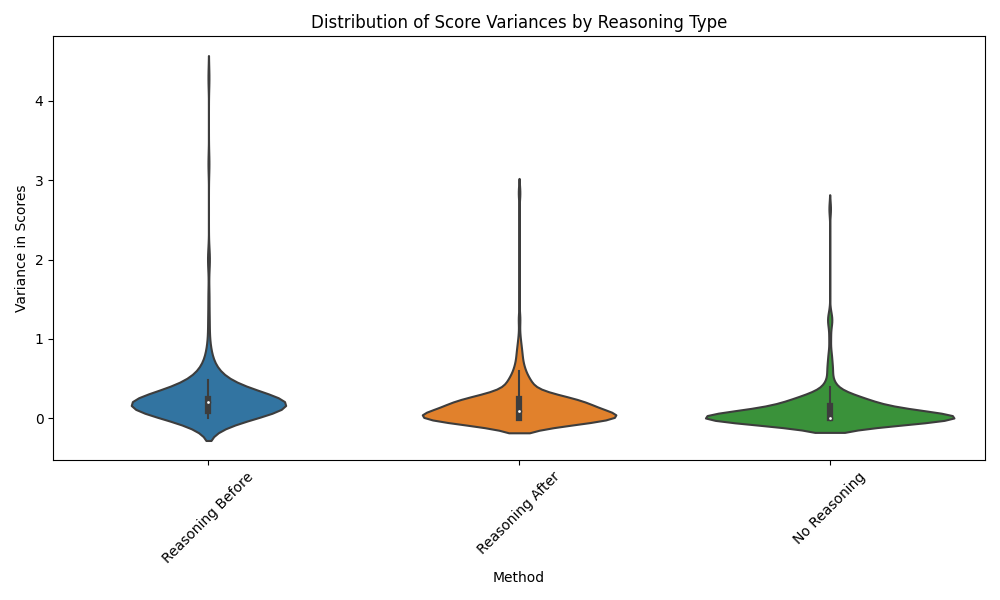 Distribution of Score Variances by Reasoning Type
Variance in Scores
4
3
2
1
0
Reasoning Before
Reasoning After
No Reasoning
Method